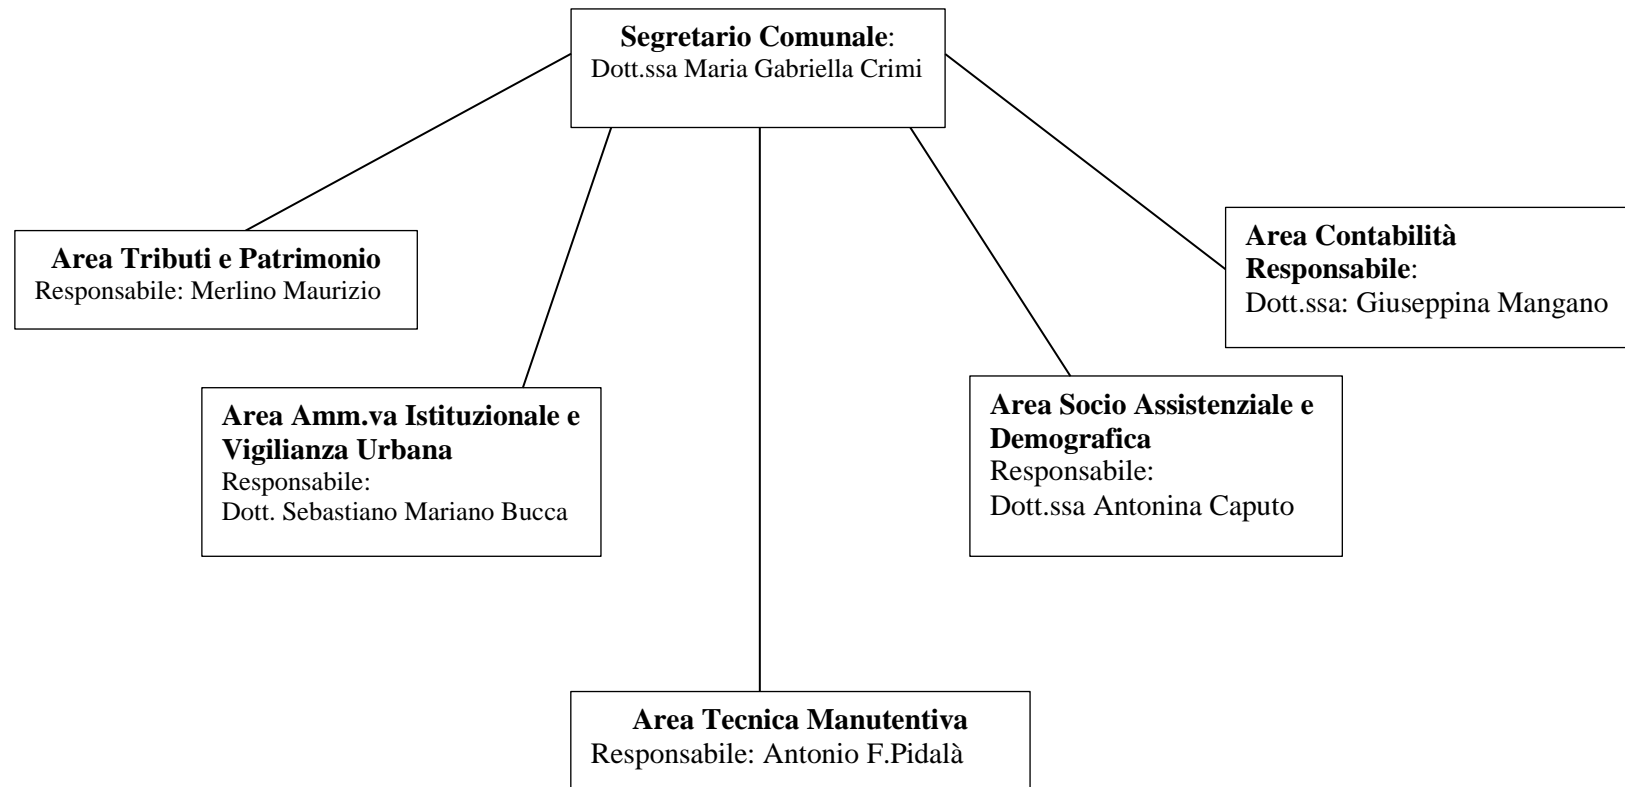 Segretario Comunale:
Dott.ssa Maria Gabriella Crimi
Area Tributi e Patrimonio
Responsabile: Merlino Maurizio
Area Contabilità
Responsabile:
Dott.ssa: Giuseppina Mangano
Area Amm.va Istituzionale e
Vigilianza Urbana
Responsabile:
Dott. Sebastiano Mariano Bucca
Area Socio Assistenziale e
Demografica
Responsabile:
Dott.ssa Antonina Caputo
Area Tecnica Manutentiva
Responsabile: Antonio F.Pidalà